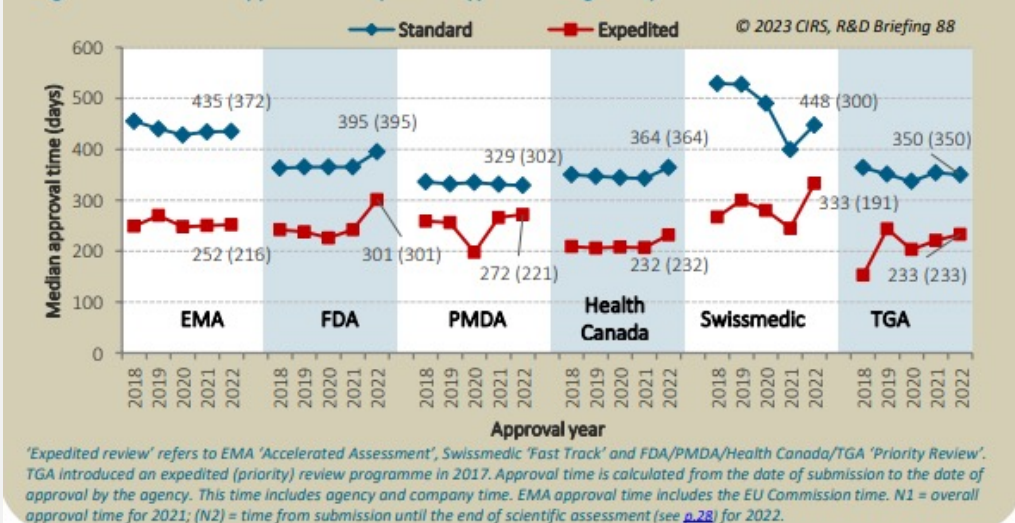 Standard
Expedited
© 2023 CIRS, R&D Briefing 88
Median approval time (days)
600
500
400
300
200
100
0
435 (372)
252 (216)
EMA
395 (395)
301 (301)
FDA
329 (302)
272 (221)
PMDA
364 (364)
232 (232)
Health
Canada
448 (300)
333 (191)
Swissmedic
350 (350)
233 (233)
TGA
2018 2019 2020 2021 2022 2018 2019 2020 2021 2022 2018 2019 2020 2021 2022 2018 2019 2020 2021 2022 2018 2019 2020 2021 2022 2018 2019 2020 2021 2022
Approval year
'Expedited review' refers to EMA 'Accelerated Assessment', Swissmedic 'Fast Track' and FDA/PMDA/Health Canada/TGA 'Priority Review'.
TGA introduced an expedited (priority) review programme in 2017. Approval time is calculated from the date of submission to the date of
approval by the agency. This time includes agency and company time. EMA approval time includes the EU Commission time. N1 = overall
approval time for 2021; (N2) = time from submission until the end of scientific assessment (see p.28) for 2022.